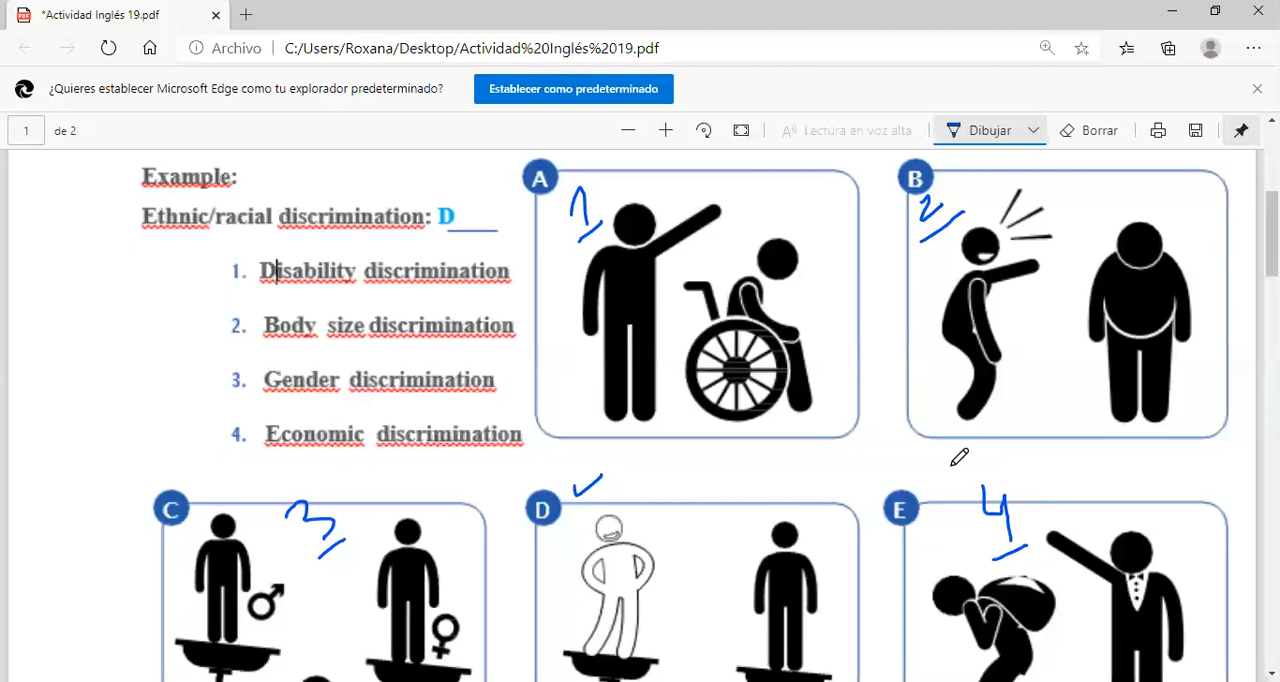 *Actividad Inglés 19.pdf
Archivo C:/Users/Roxana/Desktop/Actividad%20Inglés%2019.pdf
¿Quieres establecer Microsoft Edge como tu explorador predeterminado? Establecer como predeterminado
1 de 2 Lectura en voz alta Dibujar Borrar
Example:
Ethnic/racial discrimination: D
1. Disability discrimination
2. Body size discrimination
3. Gender discrimination
4. Economic discrimination
A 1
B 2
C 3
D
E 4